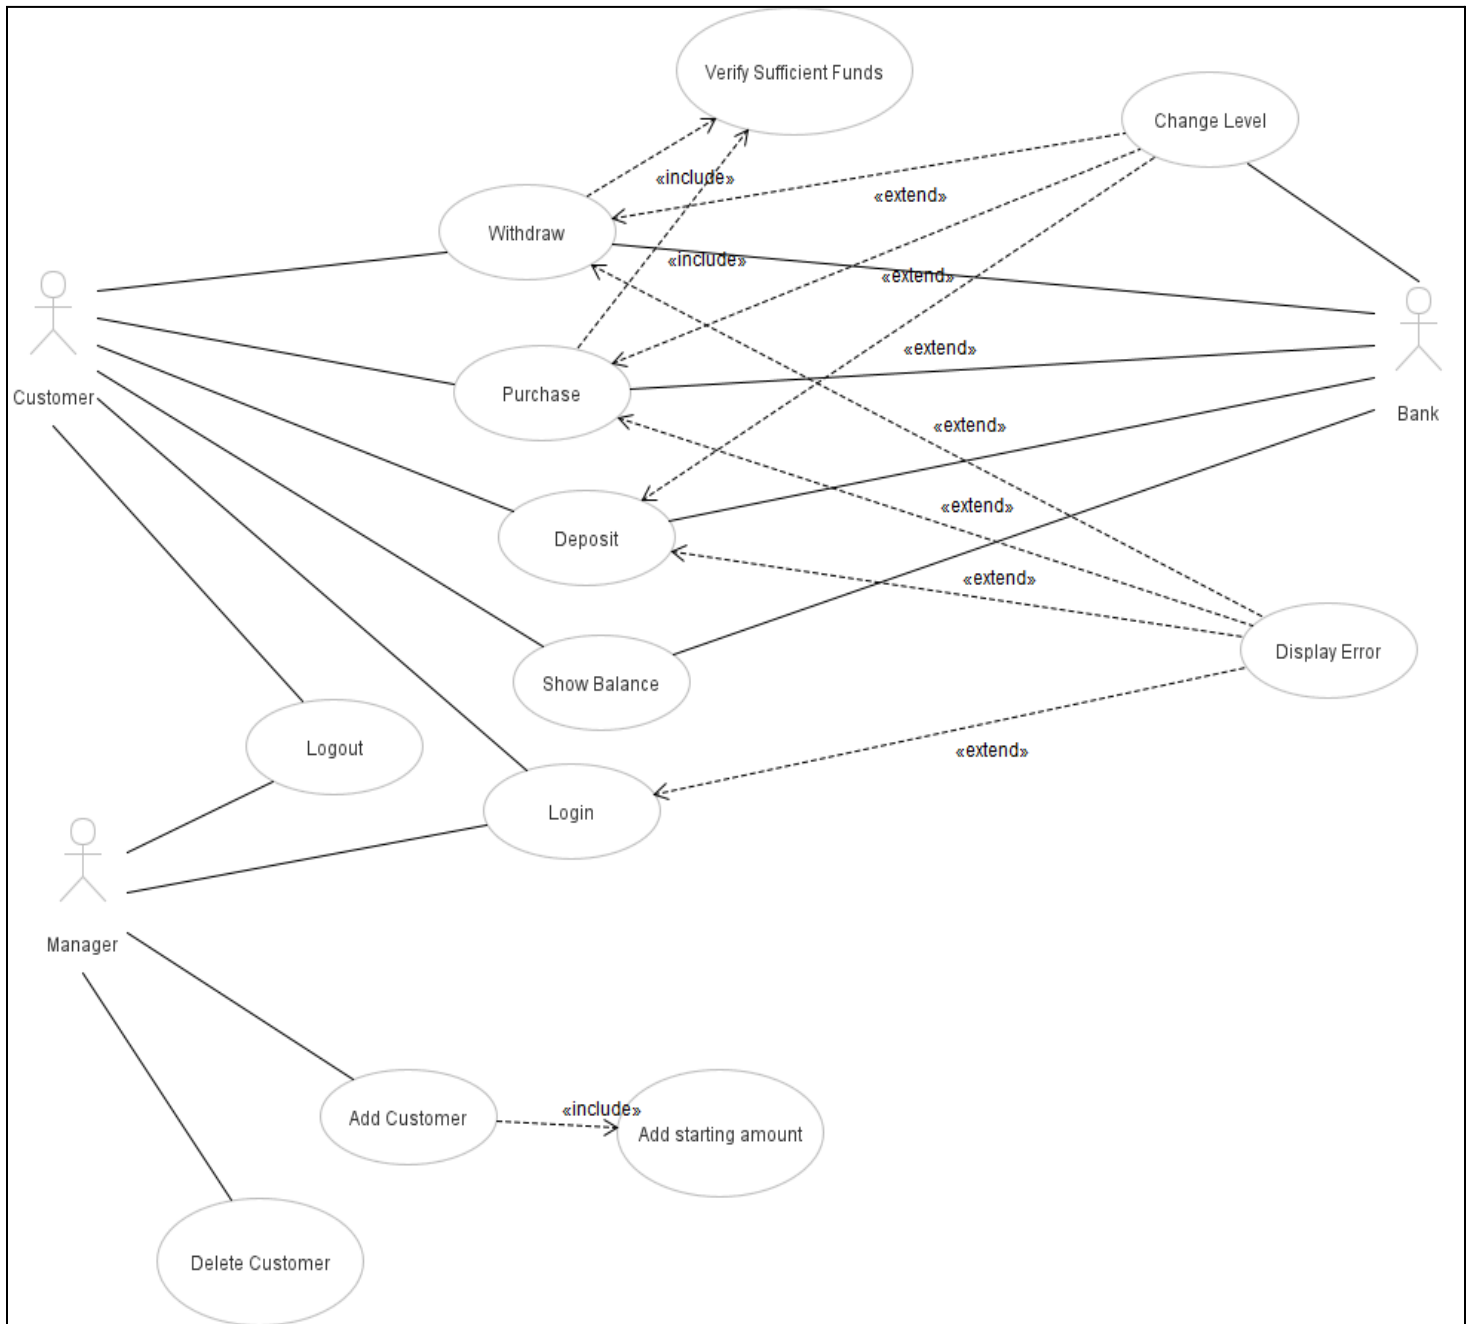 Verify Sufficient Funds
Change Level
«include»
«extend»
Withdraw
«include»
«extend»
«extend»
Purchase
Customer
Bank
«extend»
«extend»
Deposit
«extend»
Display Error
Show Balance
Logout
«extend»
Login
Manager
«include»
Add Customer
Add starting amount
Delete Customer